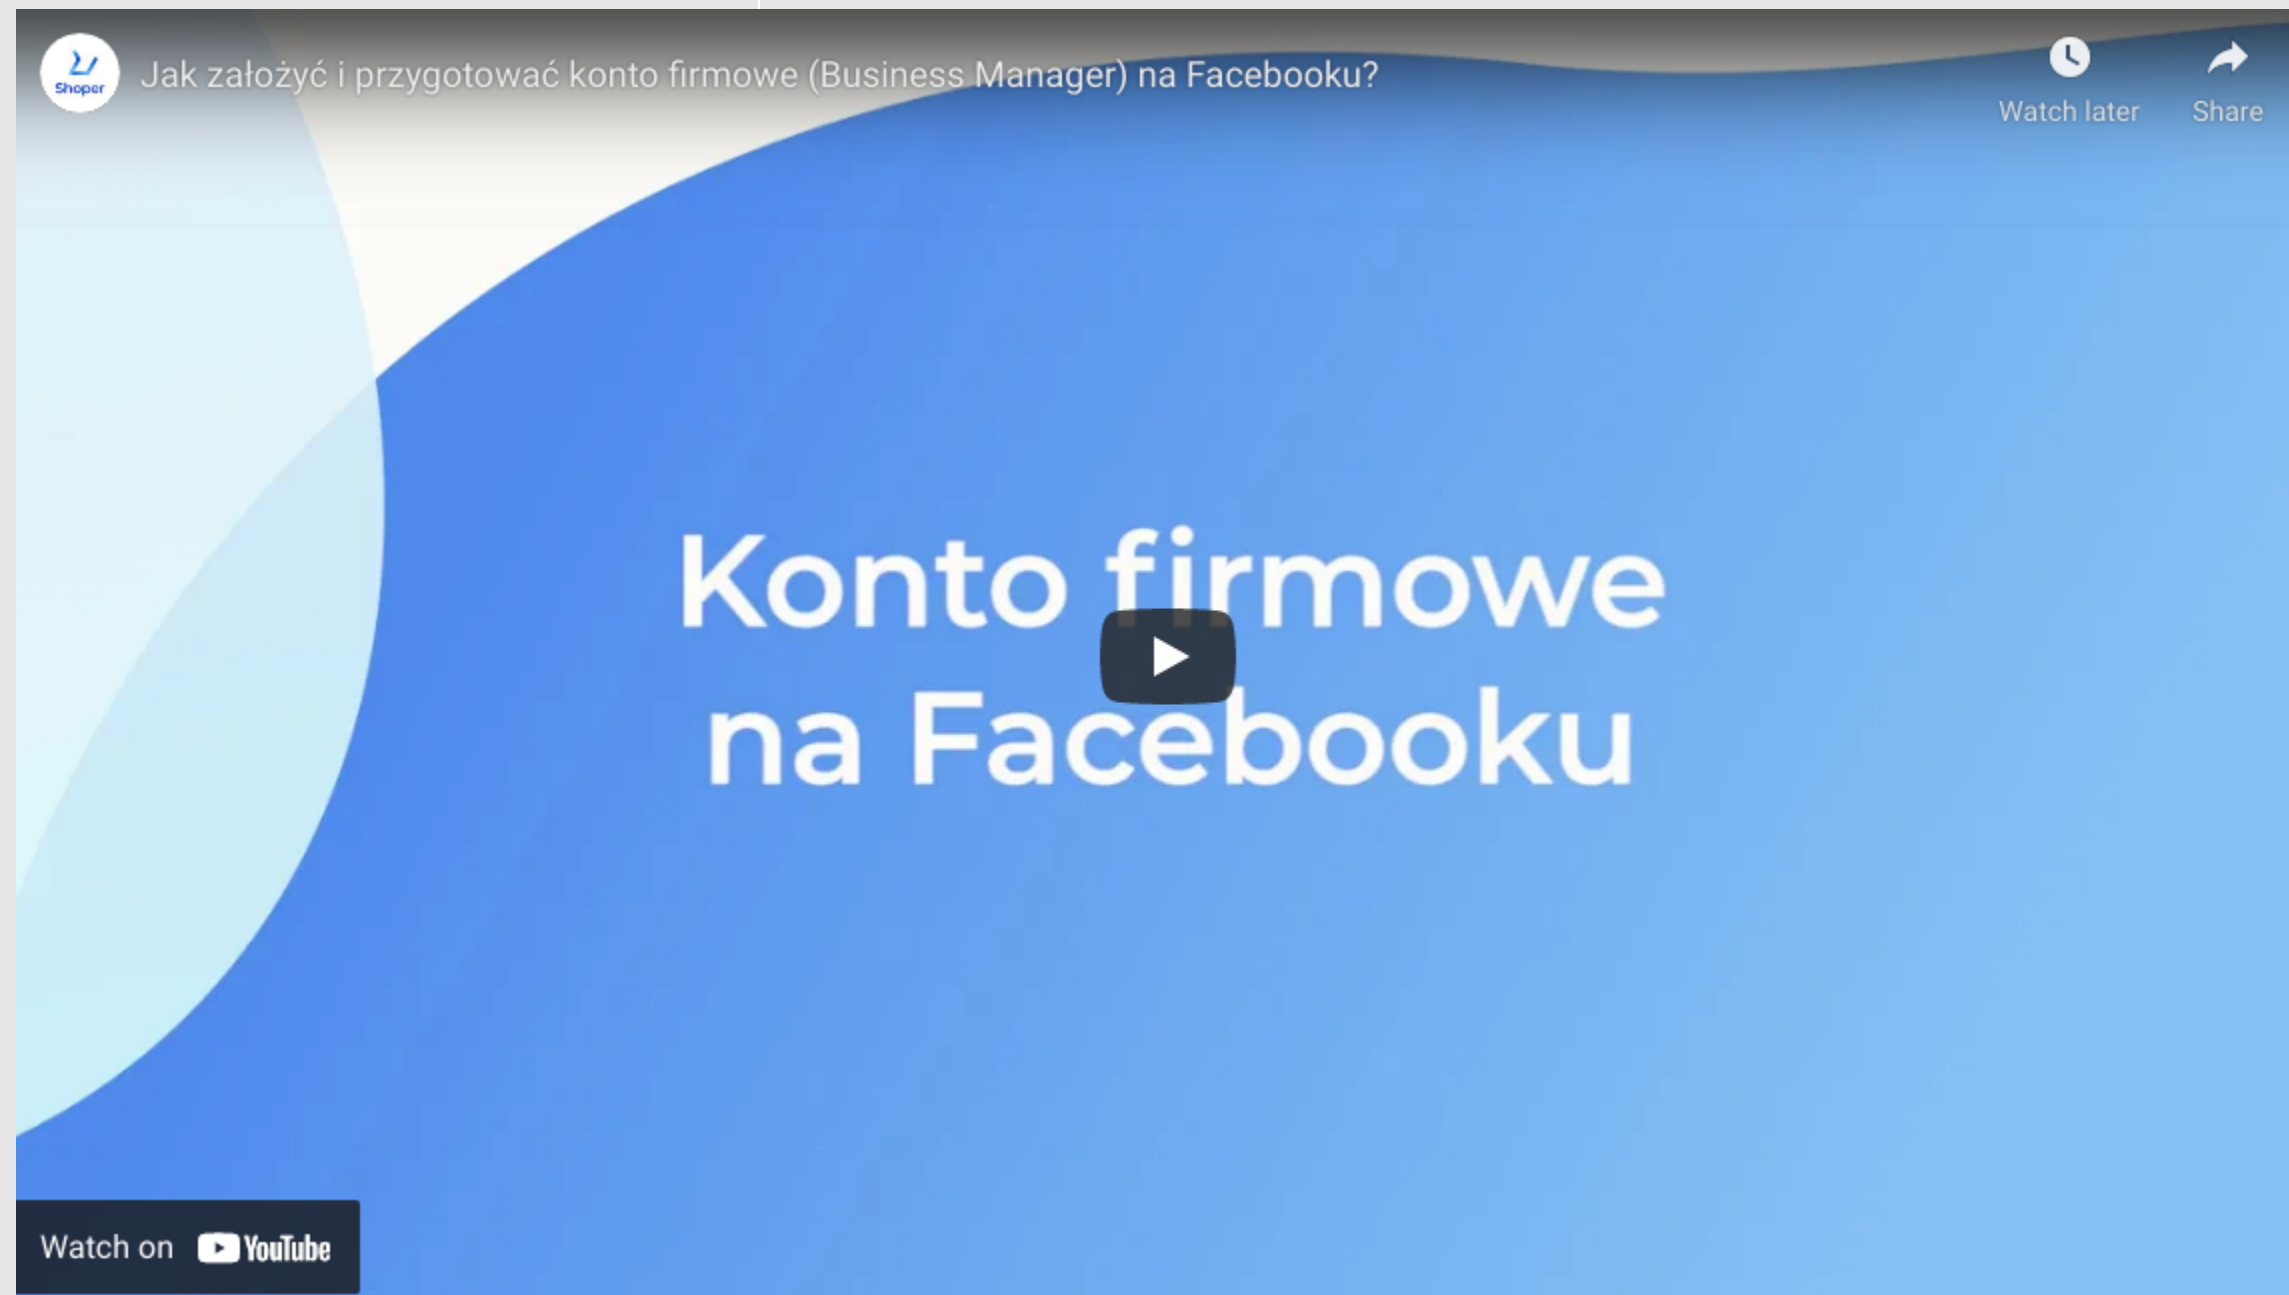 Shoper
Jak założyć i przygotować konto firmowe (Business Manager) na Facebooku?
Watch later
Share
Konto firmowe
na Facebooku
Watch on YouTube